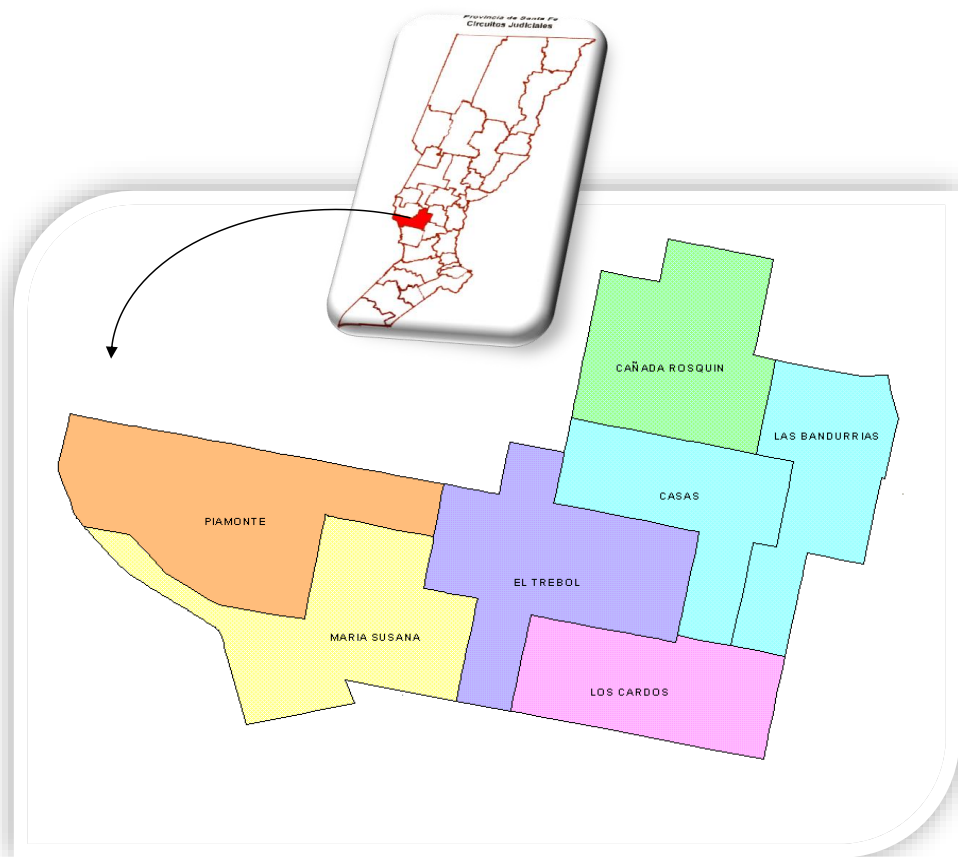 Provincia de Santa Fe
Circuitos Judiciales
CAÑADA ROSQUIN
LAS BANDURRIAS
CASAS
PIAMONTE
EL TREBOL
MARIA SUSANA
LOS CARDOS